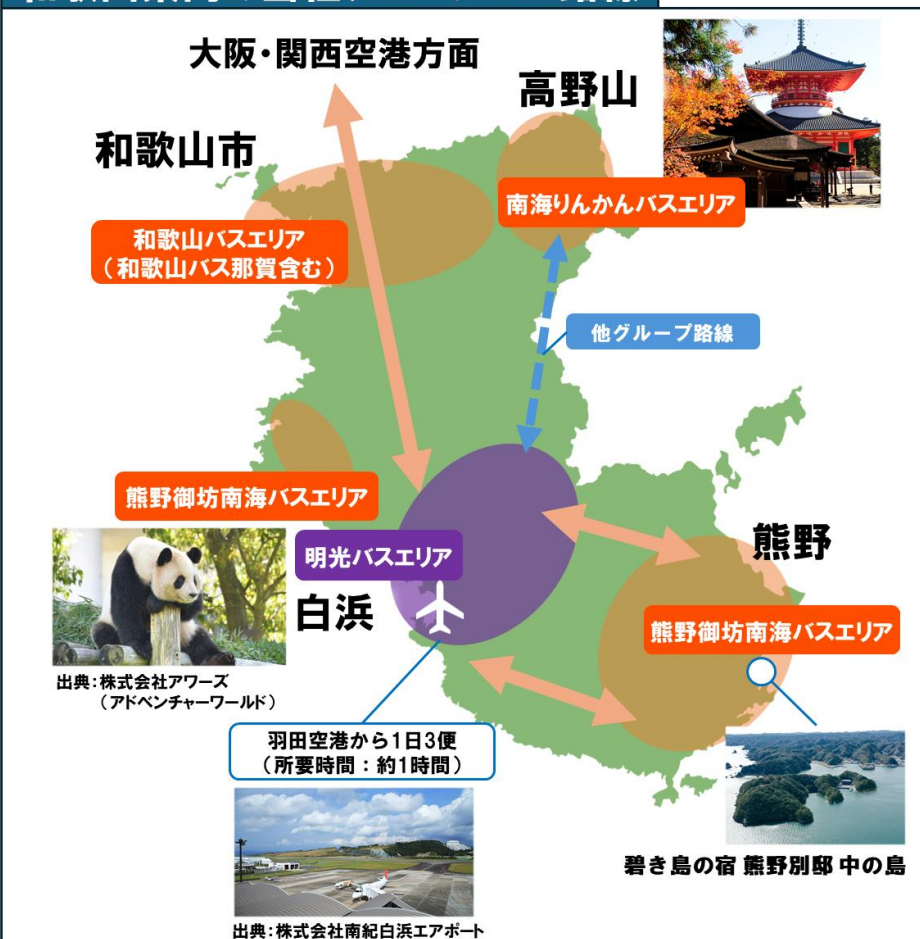 大阪・関西空港方面
高野山
和歌山市
南海りんかんバスエリア
和歌山バスエリア
（和歌山バス那賀含む）
他グループ路線
熊野御坊南海バスエリア
明光バスエリア
熊野
白浜
熊野御坊南海バスエリア
出典：株式会社アワーズ
（アドベンチャーワールド）
羽田空港から1日3便
（所要時間：約1時間）
碧き島の宿 熊野別邸 中の島
出典：株式会社南紀白浜エアポート